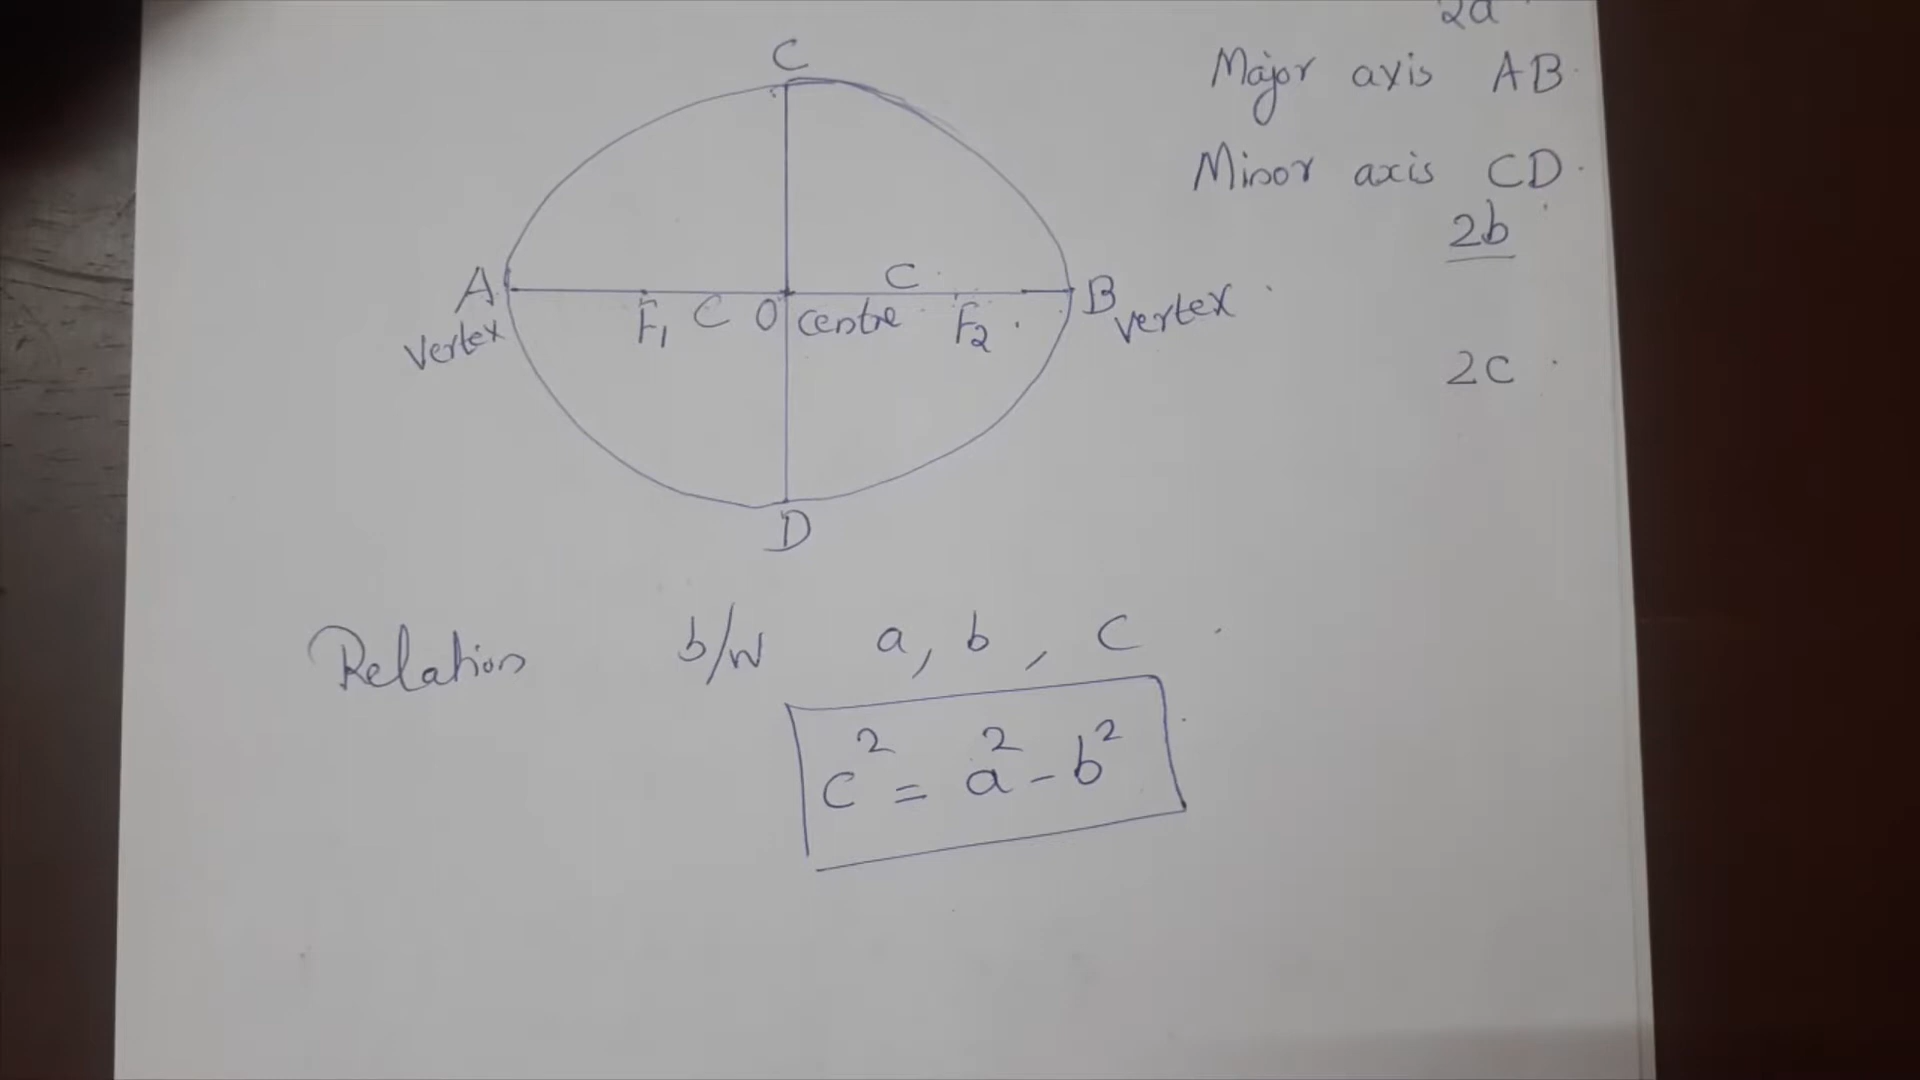 2a
C
Major axis AB
Minor axis CD
2b
A C B
F₁ C O centre F₂
vertex vertex
2c
D
Relation b/w a, b, c
c² = a² - b²